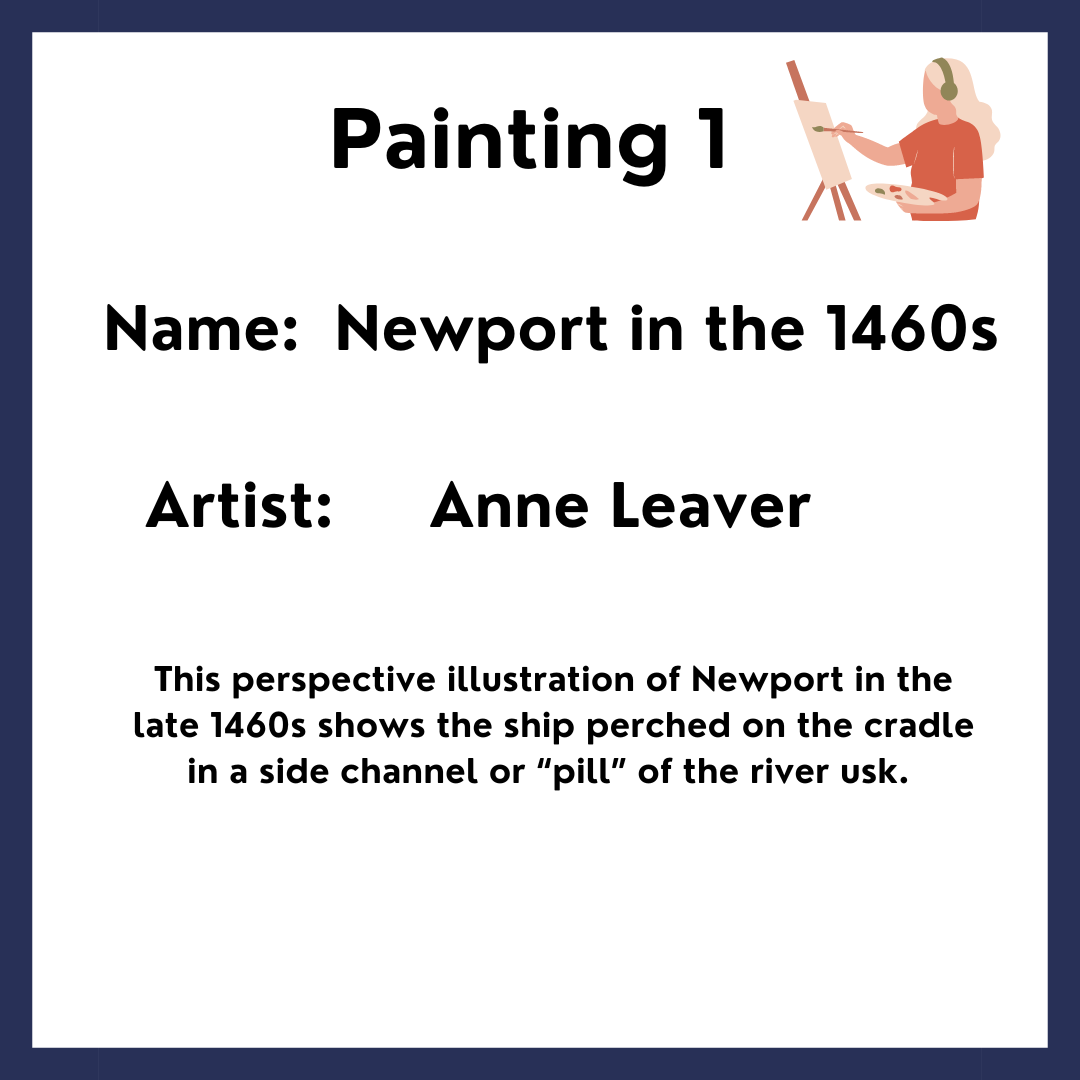 Painting 1
Name: Newport in the 1460s
Artist: Anne Leaver
This perspective illustration of Newport in the
late 1460s shows the ship perched on the cradle
in a side channel or “pill” of the river usk.